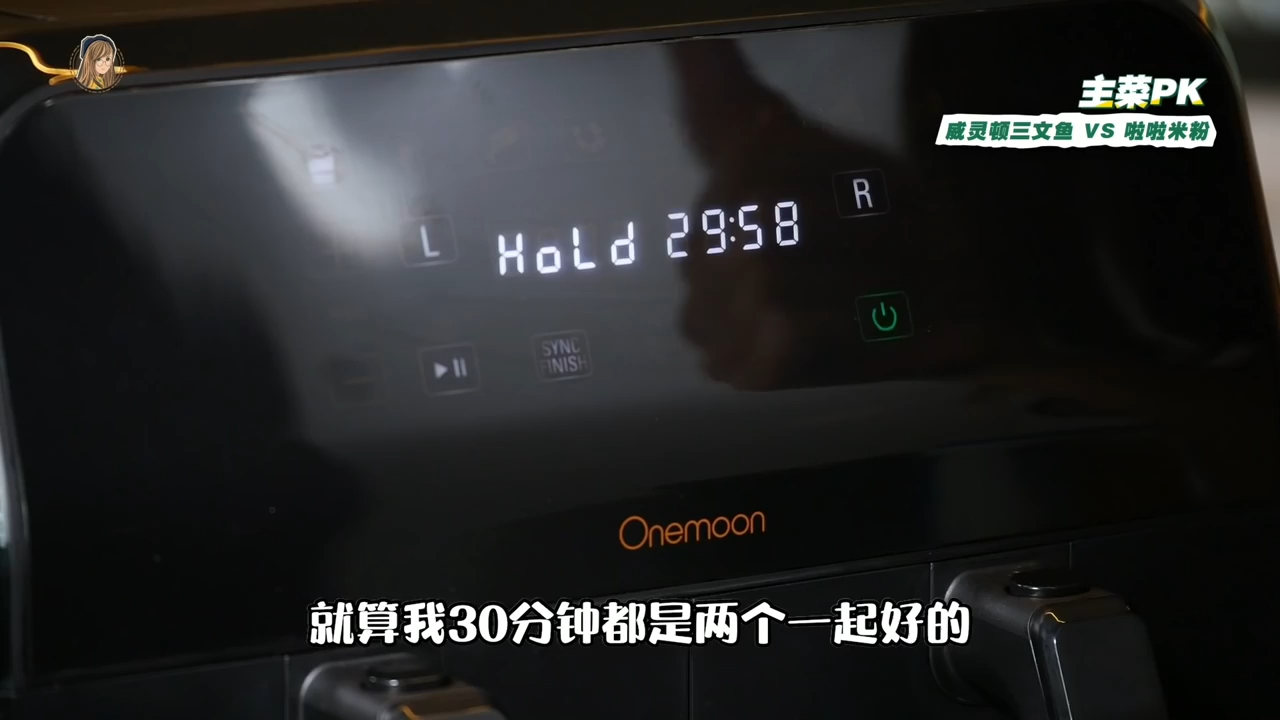 主菜PK
威灵顿三文鱼 VS 啦啦米粉
L
HoLd 29:58
R
SYNC
FINISH
Onemoon
就算我30分钟都是两个一起好的